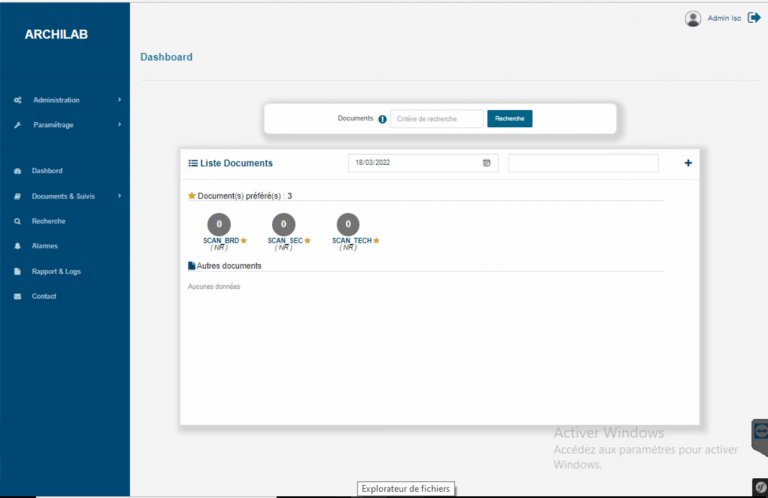 ARCHILAB
Admin Iso
Dashboard
Administration
Paramétrage
Dashbord
Documents & Suivis
Recherche
Alarmes
Rapport & Logs
Contact
Documents
Critère de recherche
Recherche
Liste Documents
18/03/2022
Document(s) préféré(s) : 3
0 0 0
SCAN_BRD SCAN_SEC SCAN_TECH
( NR ) ( NR ) ( NR )
Autres documents
Aucunes données
Activer Windows
Accédez aux paramètres pour activer
Windows.
Explorateur de fichiers
sf